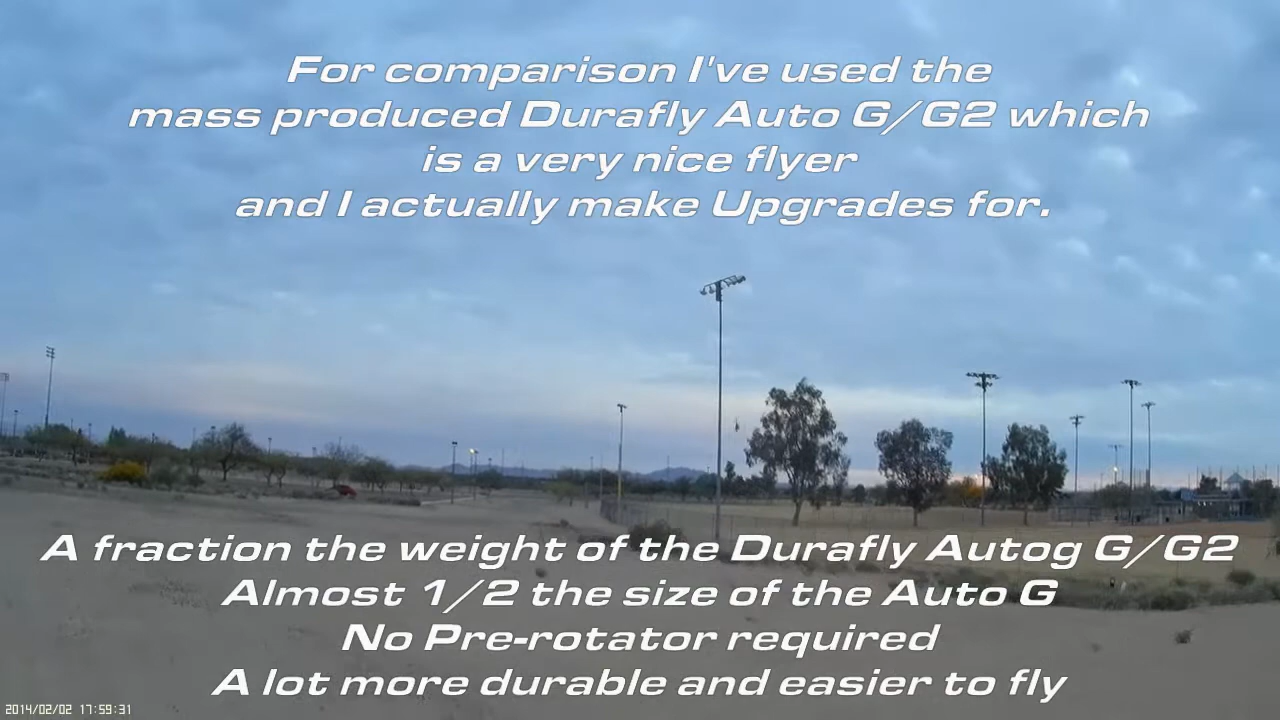 For comparison I've used the
mass produced Durafly Auto G/G2 which
is a very nice flyer
and I actually make Upgrades for.
A fraction the weight of the Durafly Autog G/G2
Almost 1/2 the size of the Auto G
No Pre-rotator required
A lot more durable and easier to fly
2014/02/02 17:59:31